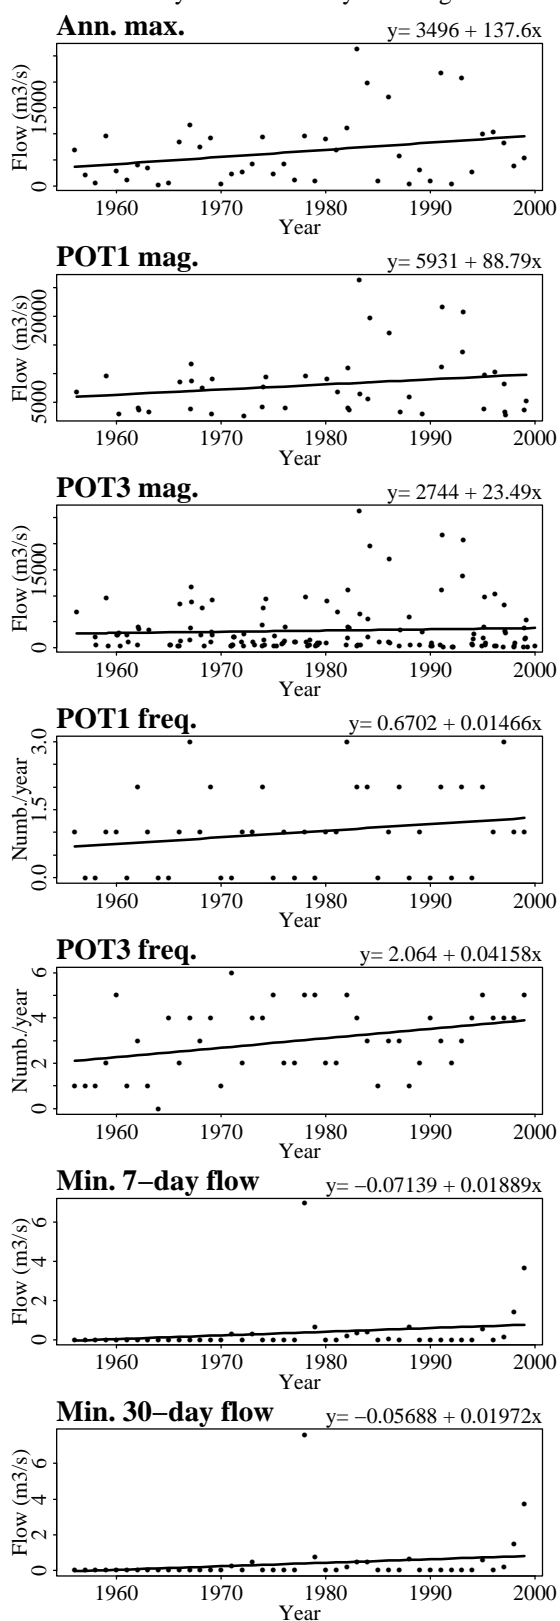 Ann. max. y= 3496 + 137.6x
Flow (m3/s)
15000
0
1960 1970 1980 1990 2000
Year
POT1 mag. y= 5931 + 88.79x
Flow (m3/s)
20000
5000
1960 1970 1980 1990 2000
Year
POT3 mag. y= 2744 + 23.49x
Flow (m3/s)
15000
0
1960 1970 1980 1990 2000
Year
POT1 freq. y= 0.6702 + 0.01466x
Numb./year
3.0
1.5
0.0
1960 1970 1980 1990 2000
Year
POT3 freq. y= 2.064 + 0.04158x
Numb./year
6
4
2
0
1960 1970 1980 1990 2000
Year
Min. 7−day flow y= −0.07139 + 0.01889x
Flow (m3/s)
6
4
2
0
1960 1970 1980 1990 2000
Year
Min. 30−day flow y= −0.05688 + 0.01972x
Flow (m3/s)
6
4
2
0
1960 1970 1980 1990 2000
Year